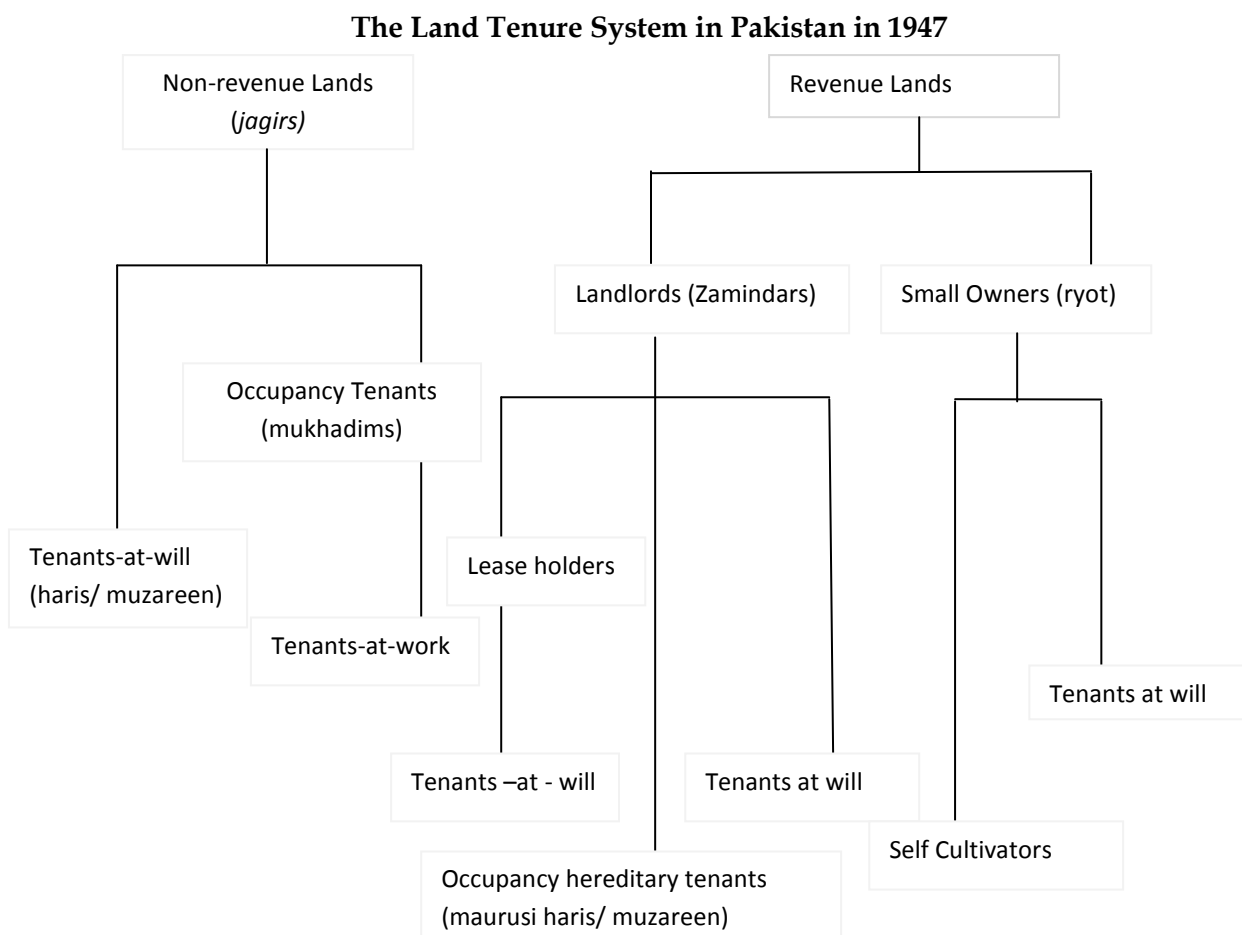 The Land Tenure System in Pakistan in 1947
Non-revenue Lands
(jagirs)
Revenue Lands
Landlords (Zamindars)
Small Owners (ryot)
Occupancy Tenants
(mukhadims)
Tenants-at-will
(haris/ muzareen)
Lease holders
Tenants-at-work
Tenants at will
Tenants –at - will
Tenants at will
Self Cultivators
Occupancy hereditary tenants
(maurusi haris/ muzareen)